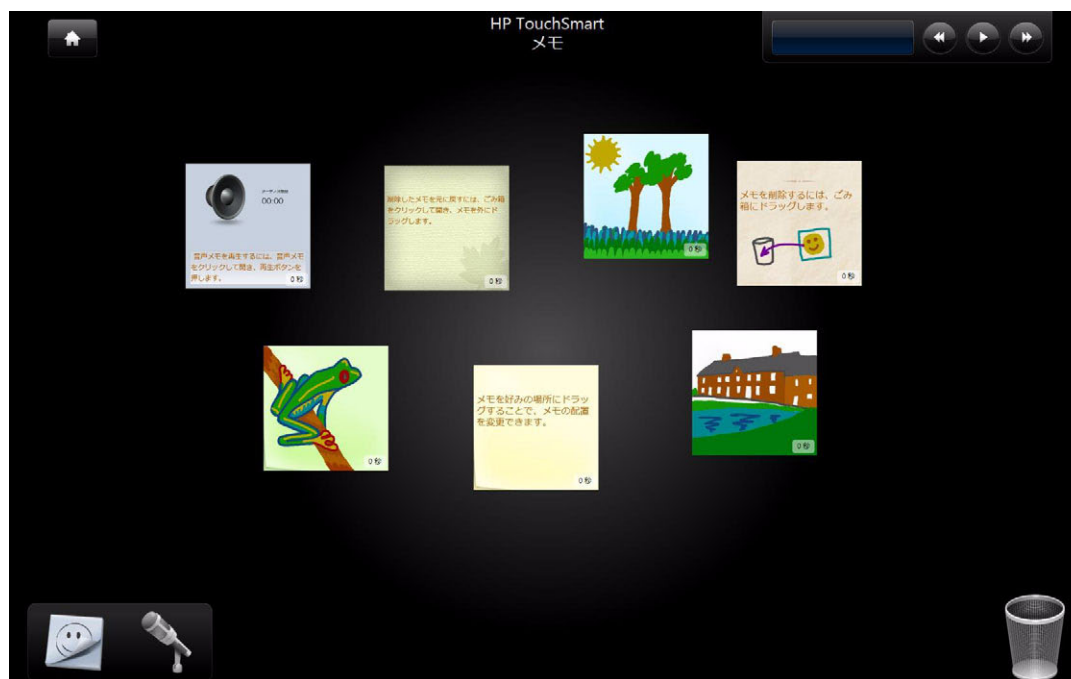 HP TouchSmart
メモ
00:00
音声メモを再生するには、音声メモ
をクリックして開き、再生ボタンを
押します。
0 秒
削除したメモを元に戻すには、ごみ箱
をクリックして開き、メモを外にド
ラッグします。
0 秒
0 秒
メモを削除するには、ごみ
箱にドラッグします。
0 秒
0 秒
メモを好みの場所にドラッ
グすることで、メモの配置
を変更できます。
0 秒
0 秒